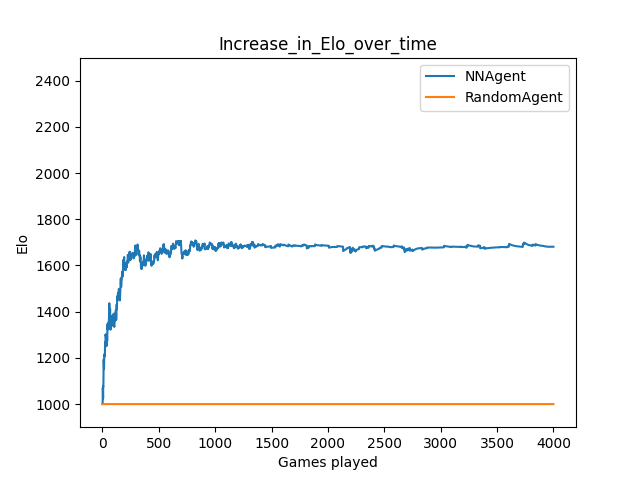 Increase_in_Elo_over_time
NNAgent
RandomAgent
2400
2200
2000
1800
1600
1400
1200
1000
Elo
0 500 1000 1500 2000 2500 3000 3500 4000
Games played